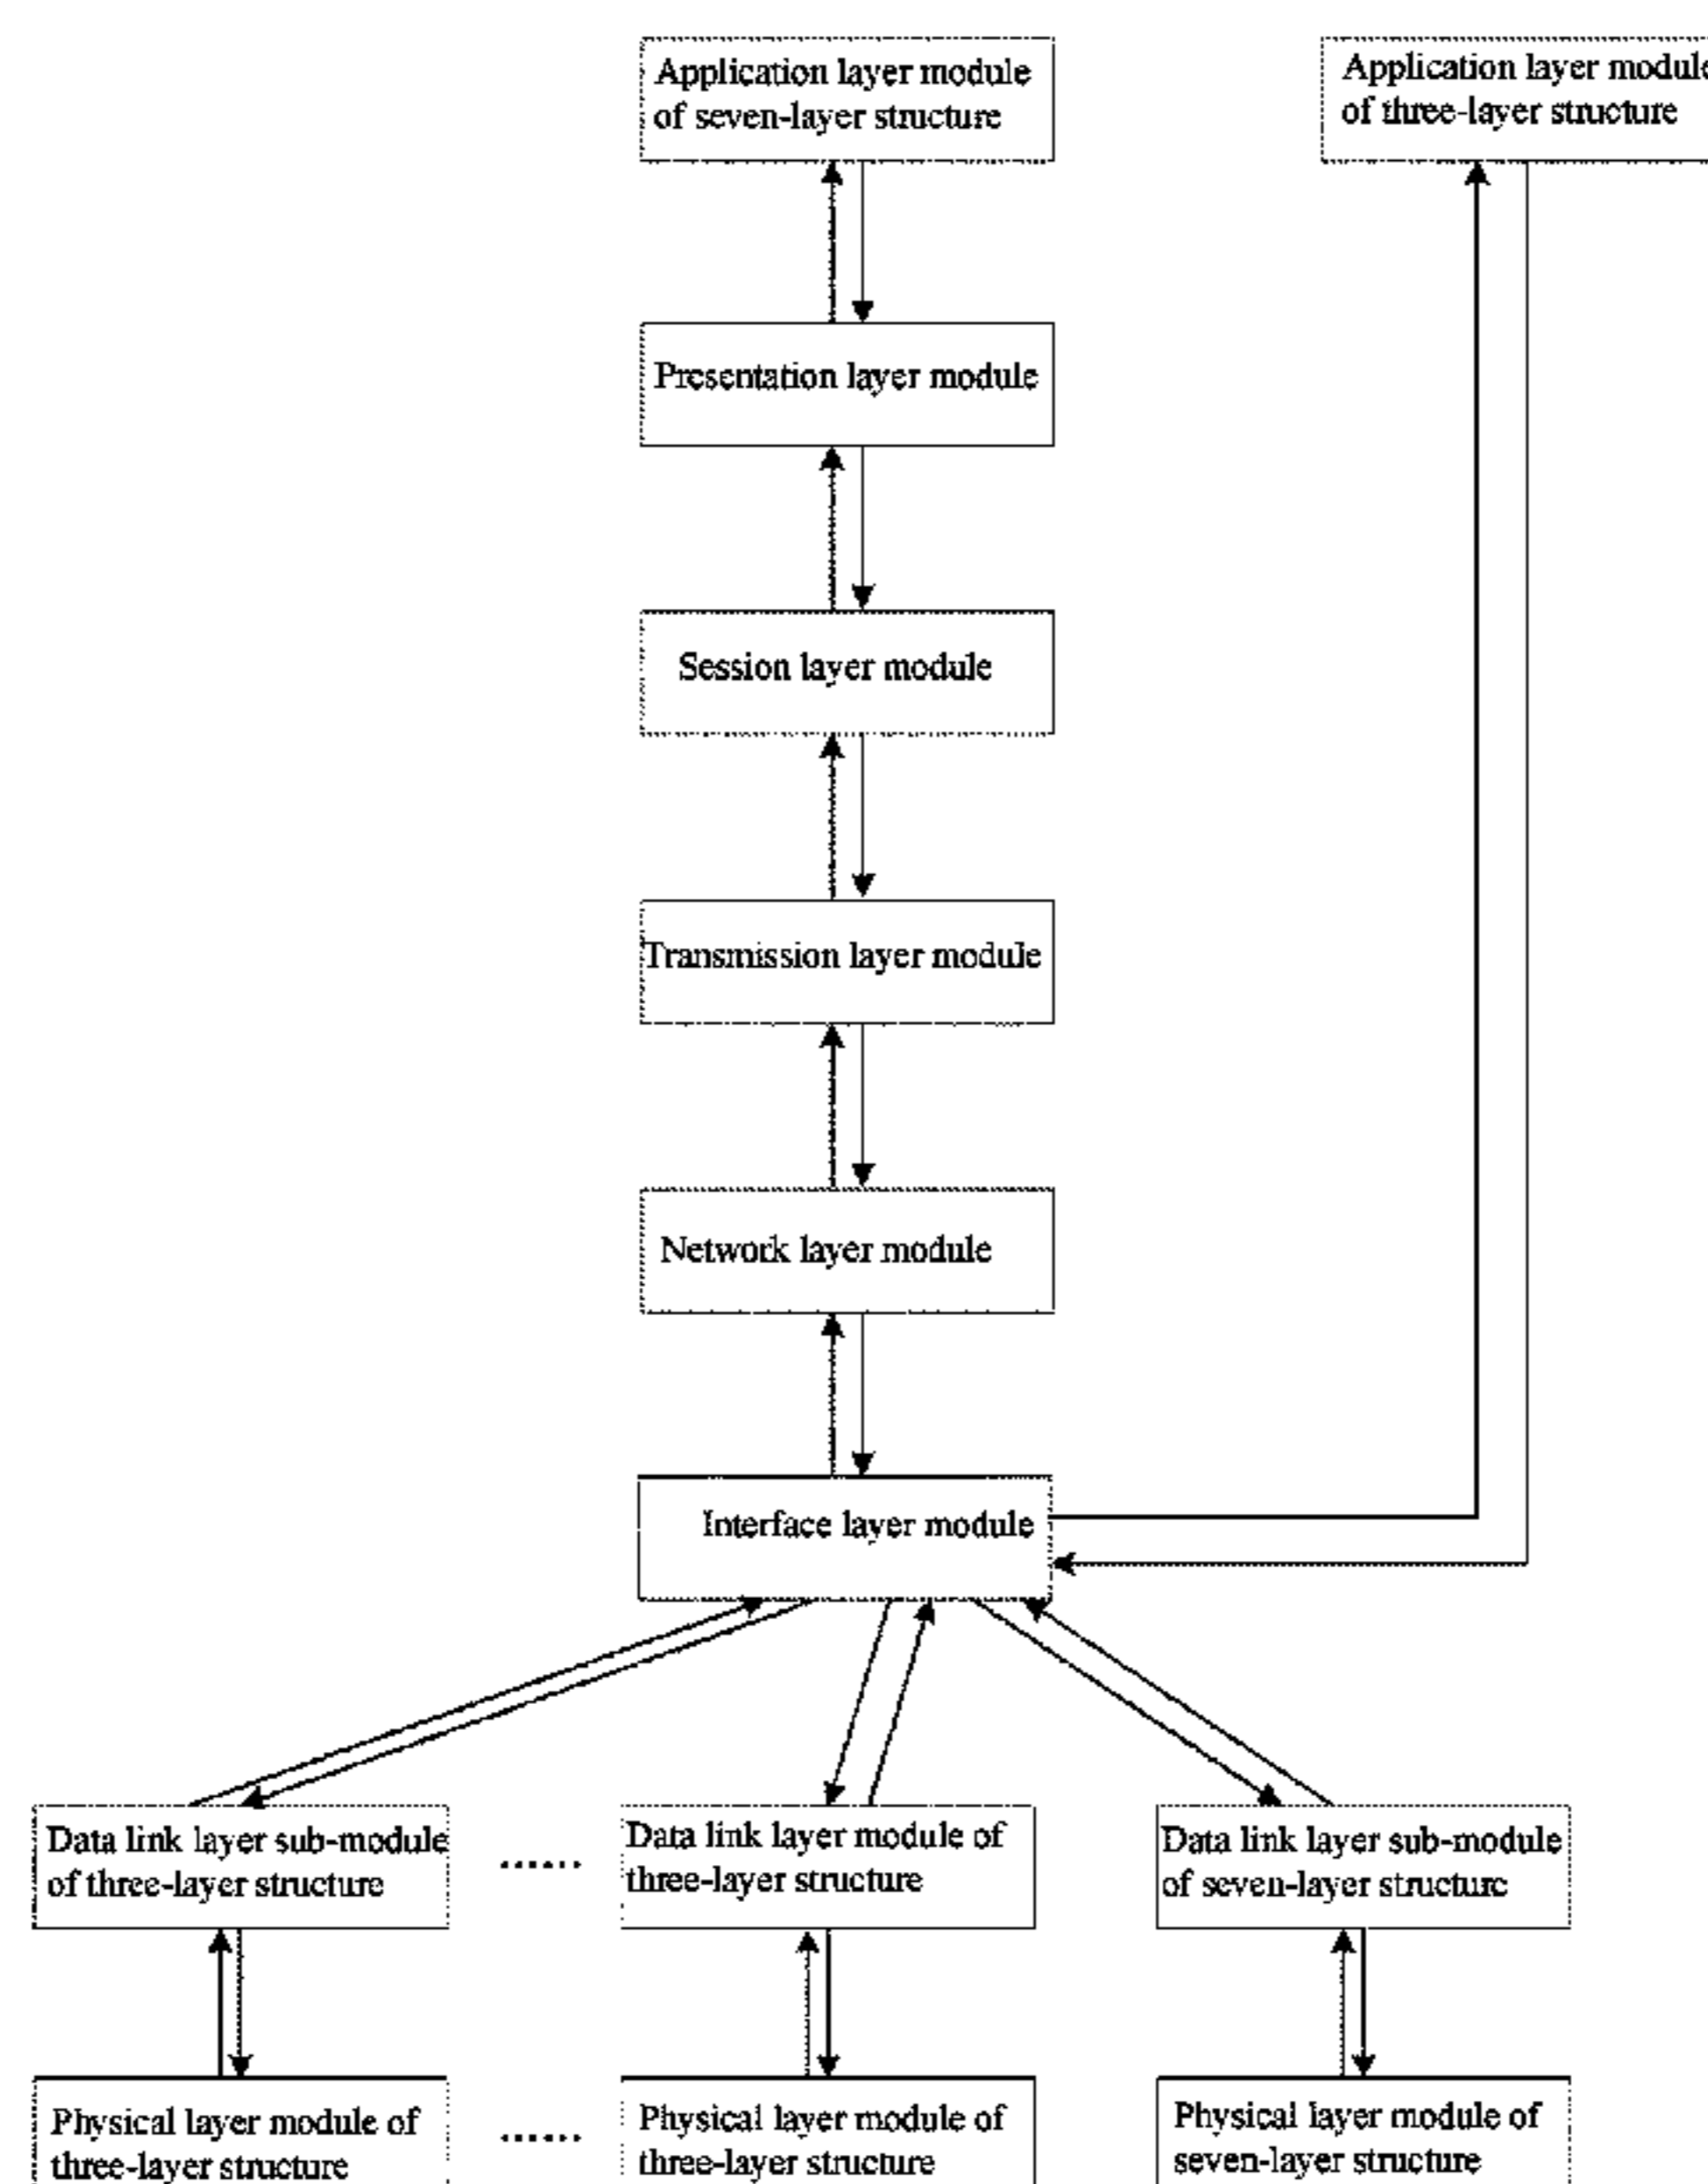 Application layer module
of seven-layer structure
Application layer module
of three-layer structure
Presentation layer module
Session layer module
Transmission layer module
Network layer module
Interface layer module
Data link layer sub-module
of three-layer structure
......
Data link layer module of
three-layer structure
Data link layer sub-module
of seven-layer structure
Physical layer module of
three-layer structure
......
Physical layer module of
three-layer structure
Physical layer module of
seven-layer structure